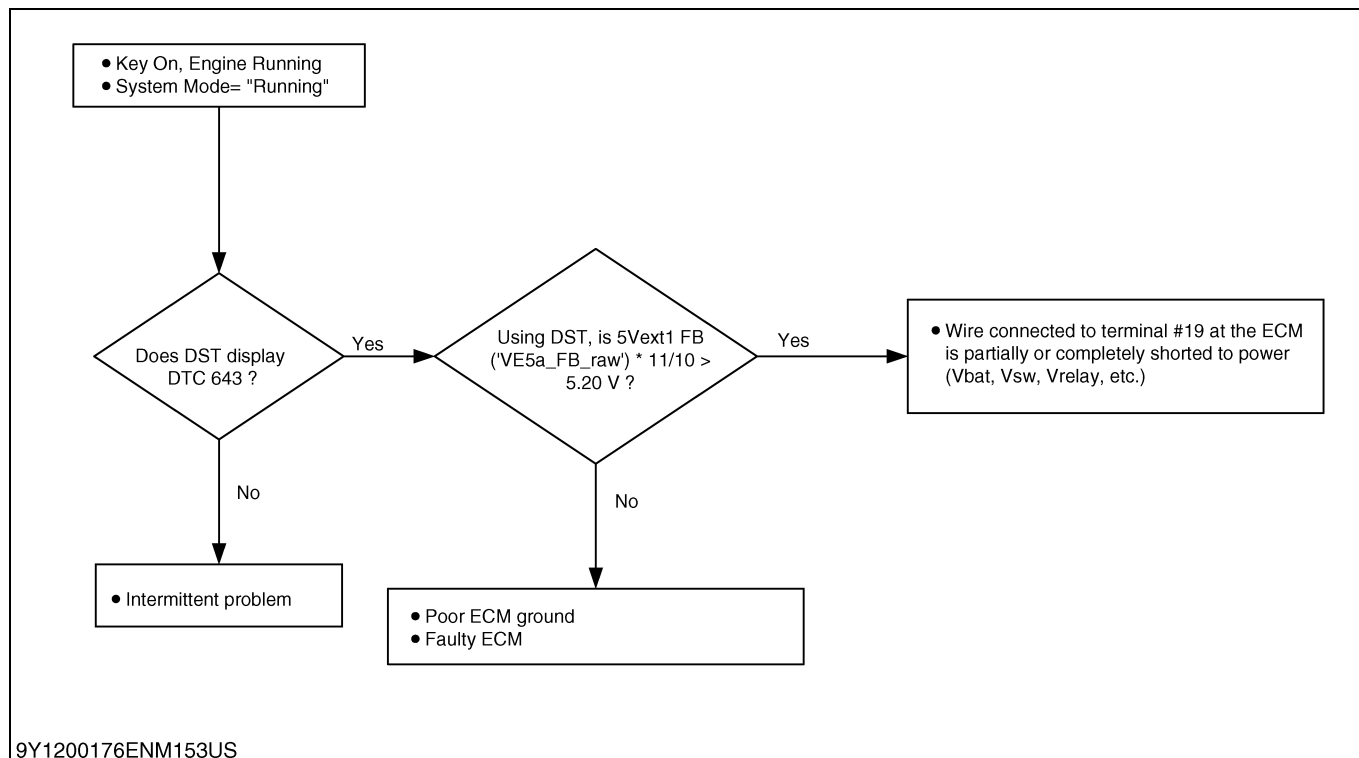 ● Key On, Engine Running
● System Mode= "Running"
Does DST display
DTC 643 ?
Yes
No
● Intermittent problem
Using DST, is 5Vext1 FB
('VE5a_FB_raw') * 11/10 >
5.20 V ?
Yes
No
● Wire connected to terminal #19 at the ECM
is partially or completely shorted to power
(Vbat, Vsw, Vrelay, etc.)
● Poor ECM ground
● Faulty ECM
9Y1200176ENM153US